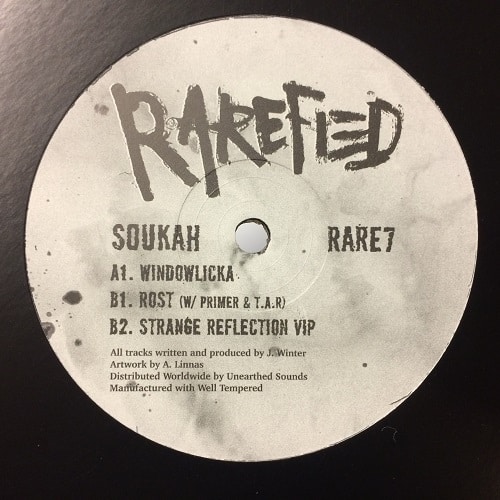 RAREFIED
SOUKAH RARE7
A1. WINDOWLICKA
B1. ROST (W/ PRIMER & T.A.R)
B2. STRANGE REFLECTION VIP
All tracks written and produced by J. Winter
Artwork by A. Linnas
Distributed Worldwide by Unearthed Sounds
Manufactured with Well Tempered